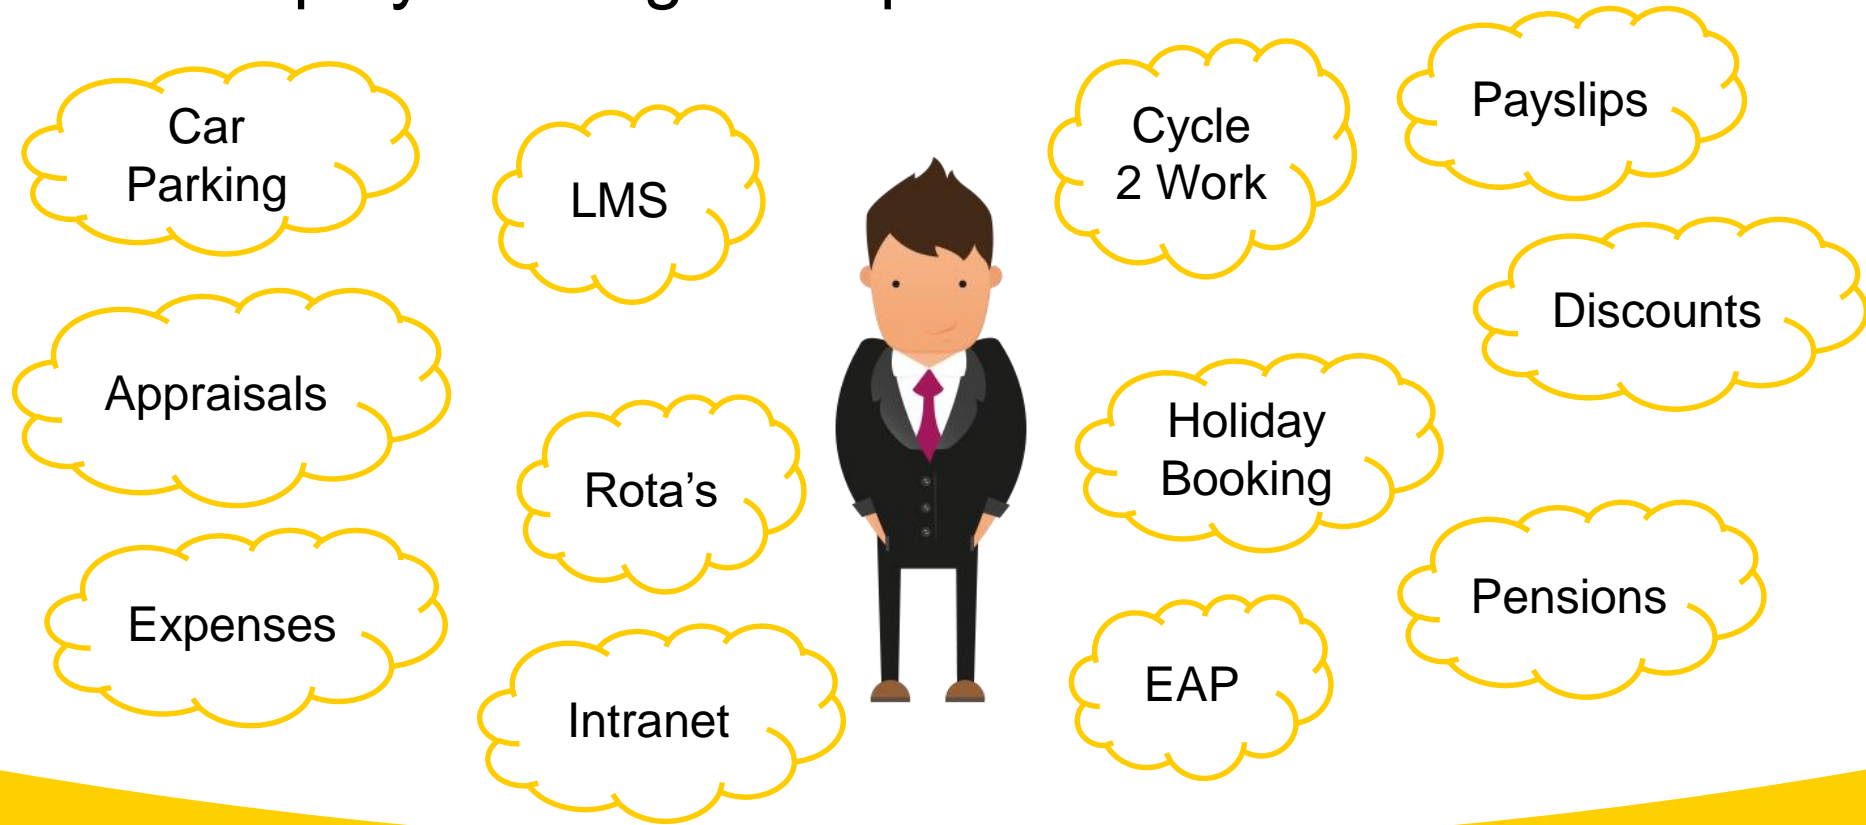 Car
Parking
LMS
Cycle
2 Work
Payslips
Discounts
Appraisals
Holiday
Booking
Rota’s
Expenses
Pensions
EAP
Intranet